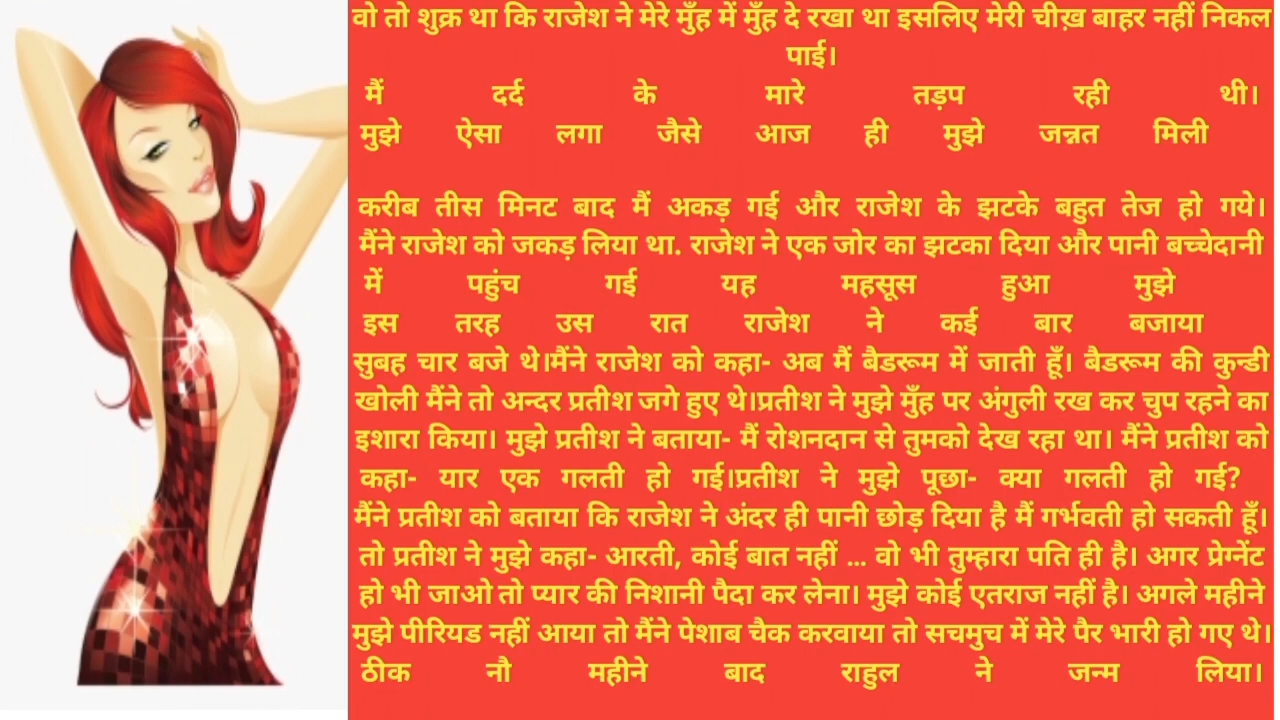 वो तो शुक्र था कि राजेश ने मेरे मुँह में मुँह दे रखा था इसलिए मेरी चीख़ बाहर नहीं निकल
पाई।
मैं दर्द के मारे तड़प रही थी।
मुझे ऐसा लगा जैसे आज ही मुझे जन्नत मिली
करीब तीस मिनट बाद मैं अकड़ गई और राजेश के झटके बहुत तेज हो गये।
मैंने राजेश को जकड़ लिया था. राजेश ने एक जोर का झटका दिया और पानी बच्चेदानी
में पहुंच गई यह महसूस हुआ मुझे
इस तरह उस रात राजेश ने कई बार बजाया
सुबह चार बजे थे।मैंने राजेश को कहा- अब मैं बैडरूम में जाती हूँ। बैडरूम की कुन्डी
खोली मैंने तो अन्दर प्रतीश जगे हुए थे।प्रतीश ने मुझे मुँह पर अंगुली रख कर चुप रहने का
इशारा किया। मुझे प्रतीश ने बताया- मैं रोशनदान से तुमको देख रहा था। मैंने प्रतीश को
कहा- यार एक गलती हो गई।प्रतीश ने मुझे पूछा- क्या गलती हो गई?
मैंने प्रतीश को बताया कि राजेश ने अंदर ही पानी छोड़ दिया है मैं गर्भवती हो सकती हूँ।
तो प्रतीश ने मुझे कहा- आरती, कोई बात नहीं ... वो भी तुम्हारा पति ही है। अगर प्रेग्नेंट
हो भी जाओ तो प्यार की निशानी पैदा कर लेना। मुझे कोई एतराज नहीं है। अगले महीने
मुझे पीरियड नहीं आया तो मैंने पेशाब चैक करवाया तो सचमुच में मेरे पैर भारी हो गए थे।
ठीक नौ महीने बाद राहुल ने जन्म लिया।